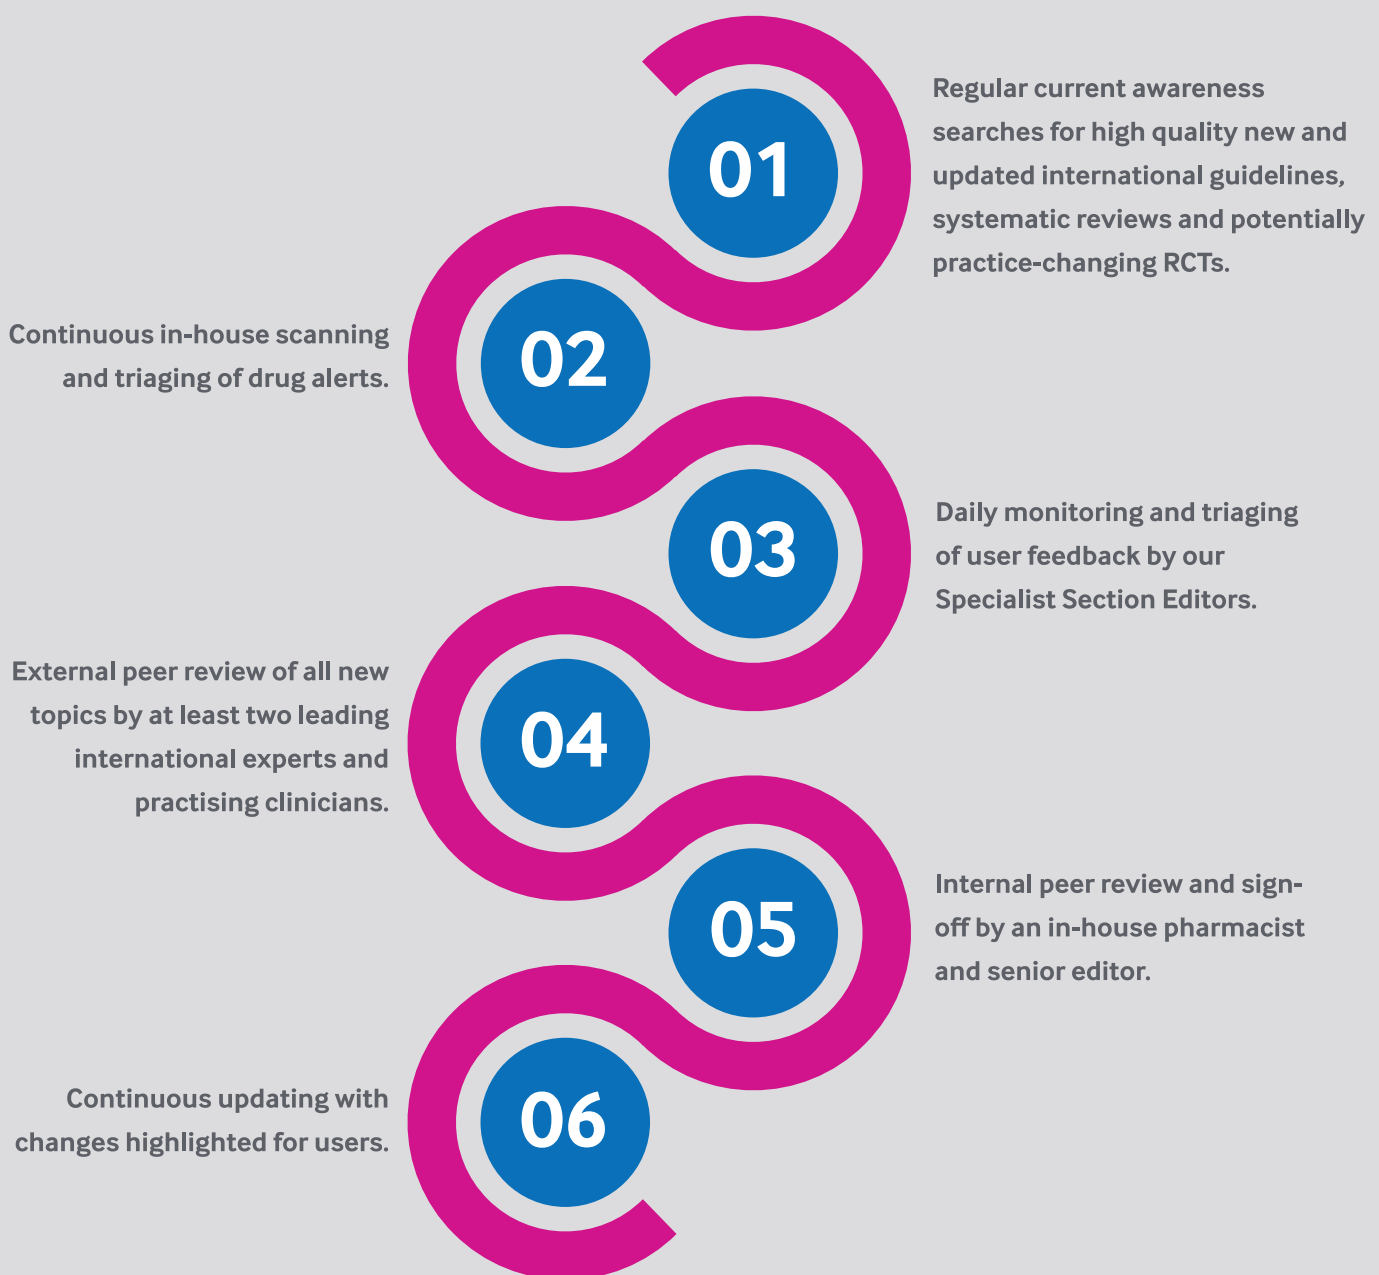 01
Regular current awareness
searches for high quality new and
updated international guidelines,
systematic reviews and potentially
practice-changing RCTs.
02
Continuous in-house scanning
and triaging of drug alerts.
03
Daily monitoring and triaging
of user feedback by our
Specialist Section Editors.
04
External peer review of all new
topics by at least two leading
international experts and
practising clinicians.
05
Internal peer review and sign-
off by an in-house pharmacist
and senior editor.
06
Continuous updating with
changes highlighted for users.